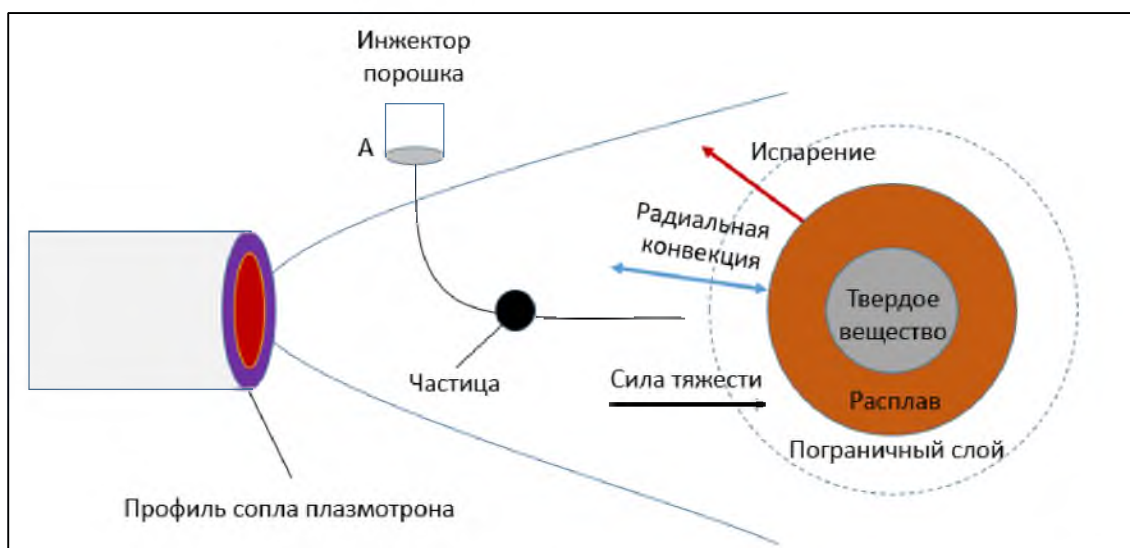 Инжектор
порошка
А
Испарение
Радиальная
конвекция
Твердое
вещество
Частица
Сила тяжести
Расплав
Пограничный слой
Профиль сопла плазмотрона